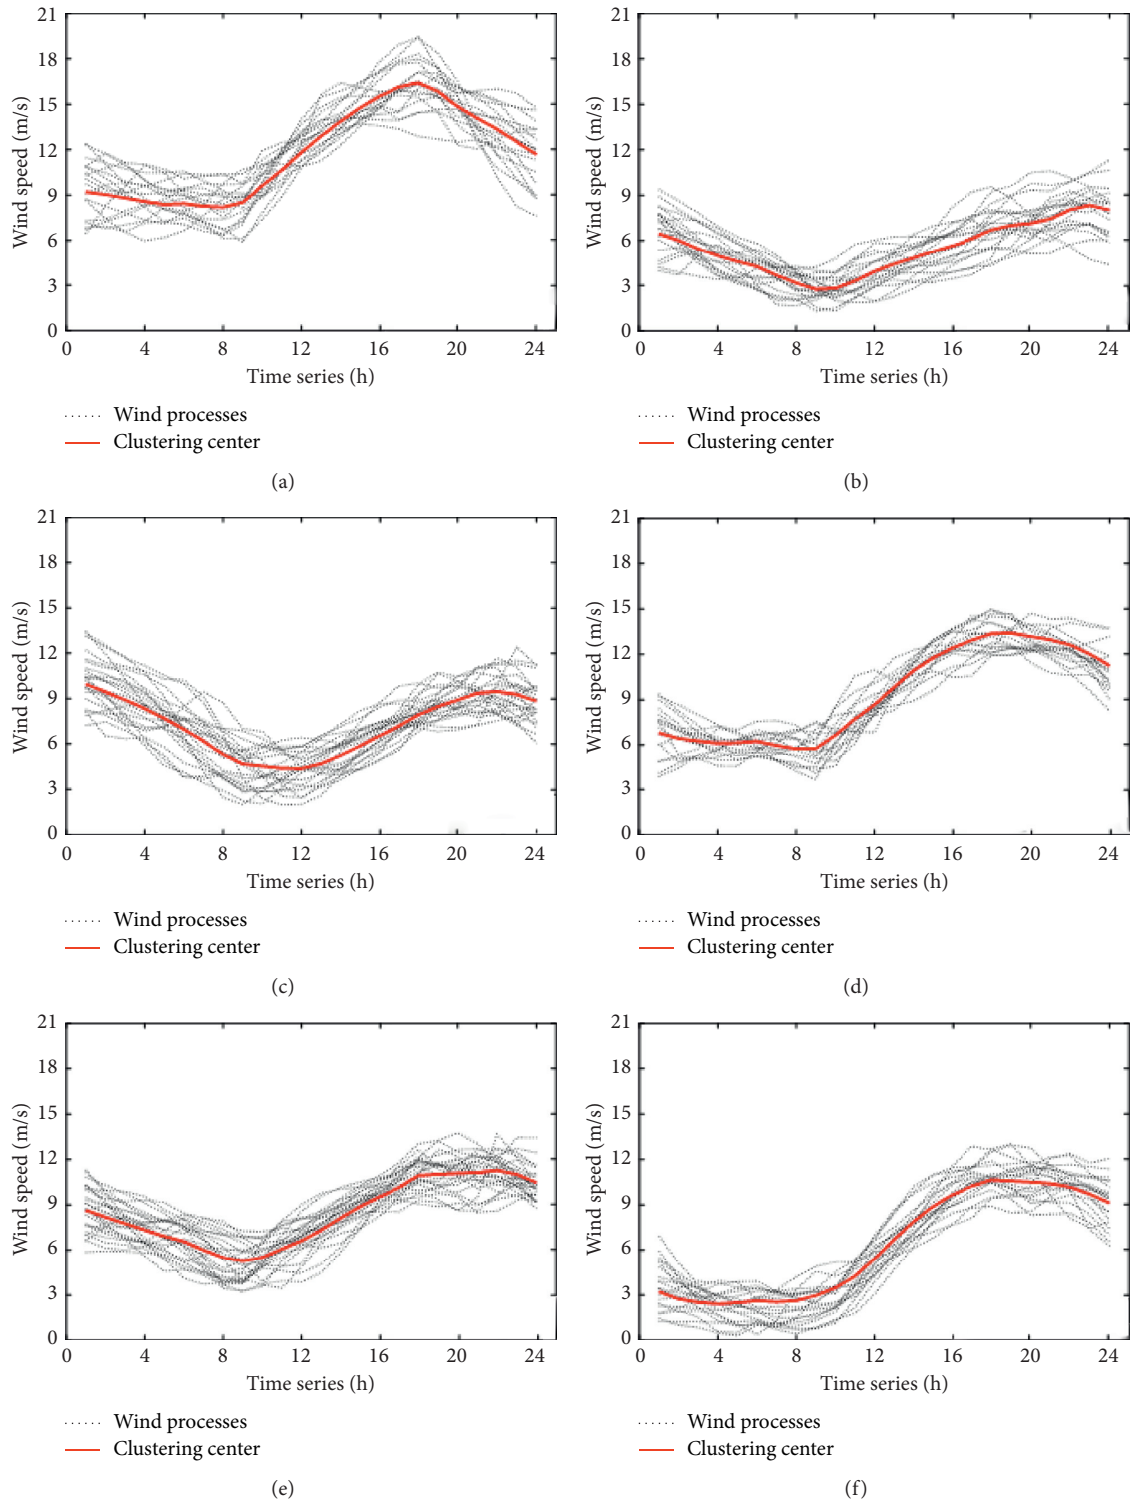 21
18
15
12
9
6
3
0
Wind speed (m/s)
0 4 8 12 16 20 24
Time series (h)
Wind processes
Clustering center
(a)
21
18
15
12
9
6
3
0
Wind speed (m/s)
0 4 8 12 16 20 24
Time series (h)
Wind processes
Clustering center
(b)
21
18
15
12
9
6
3
0
Wind speed (m/s)
0 4 8 12 16 20 24
Time series (h)
Wind processes
Clustering center
(c)
21
18
15
12
9
6
3
0
Wind speed (m/s)
0 4 8 12 16 20 24
Time series (h)
Wind processes
Clustering center
(d)
21
18
15
12
9
6
3
0
Wind speed (m/s)
0 4 8 12 16 20 24
Time series (h)
Wind processes
Clustering center
(e)
21
18
15
12
9
6
3
0
Wind speed (m/s)
0 4 8 12 16 20 24
Time series (h)
Wind processes
Clustering center
(f)